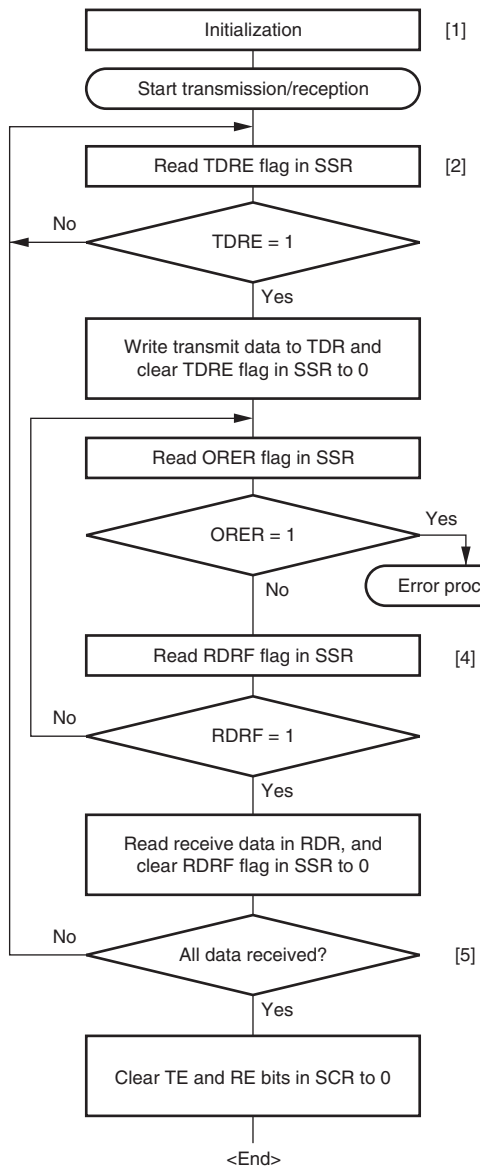 Initialization [1]
Start transmission/reception
Read TDRE flag in SSR [2]
No
TDRE = 1
Yes
Write transmit data to TDR and
clear TDRE flag in SSR to 0
Read ORER flag in SSR
Yes
ORER = 1
No
Error proc
Read RDRF flag in SSR [4]
No
RDRF = 1
Yes
Read receive data in RDR, and
clear RDRF flag in SSR to 0
No
All data received? [5]
Yes
Clear TE and RE bits in SCR to 0
<End>